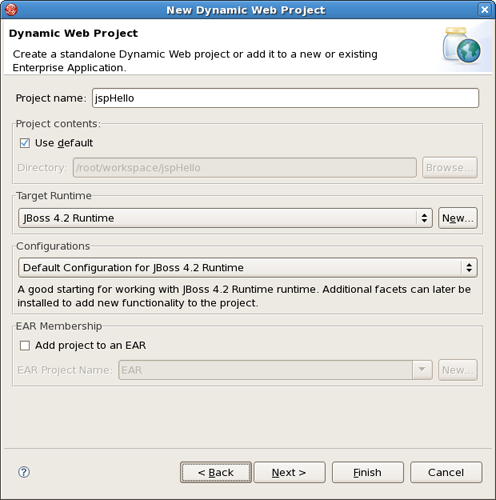 New Dynamic Web Project
Dynamic Web Project
Create a standalone Dynamic Web project or add it to a new or existing
Enterprise Application.
Project name: jspHello
Project contents:
Use default
Directory: /root/workspace/jspHello Browse...
Target Runtime
JBoss 4.2 Runtime New...
Configurations
Default Configuration for JBoss 4.2 Runtime
A good starting for working with JBoss 4.2 Runtime runtime. Additional facets can later be
installed to add new functionality to the project.
EAR Membership
Add project to an EAR
EAR Project Name: EAR New...
? < Back Next > Finish Cancel